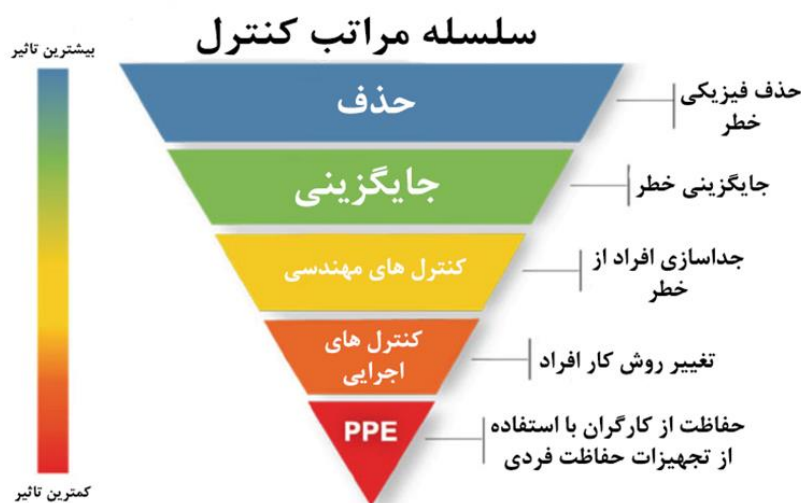 سلسله مراتب کنترل
بیشترین تاثیر
حذف
حذف فیزیکی
خطر
جایگزینی
جایگزینی خطر
کنترل های مهندسی
جداسازی افراد از
خطر
کنترل های
اجرایی
تغییر روش کار افراد
PPE
حفاظت از کارگران با استفاده
از تجهیزات حفاظت فردی
کمترین تاثیر